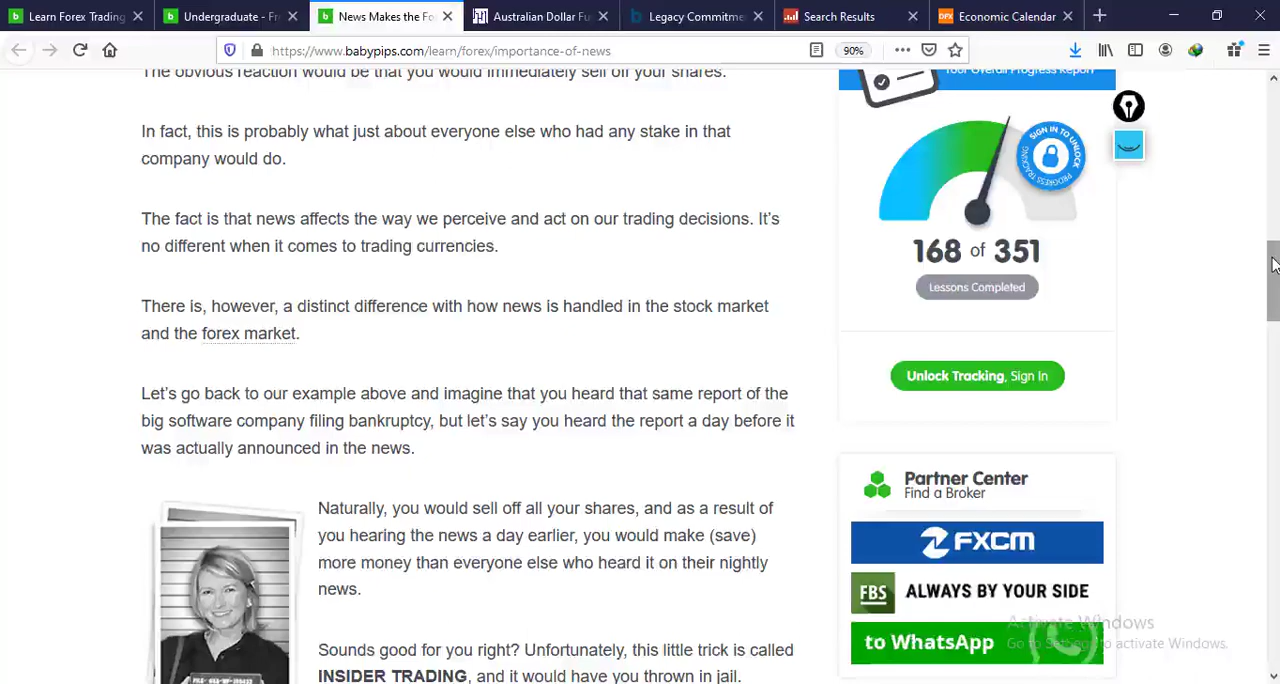 Learn Forex Trading
Undergraduate - Fr
News Makes the Fo
Australian Dollar Fu
Legacy Commitme
Search Results
Economic Calendar
https://www.babypips.com/learn/forex/importance-of-news
90%
The obvious reaction would be that you would immediately sell off your shares.
In fact, this is probably what just about everyone else who had any stake in that
company would do.
The fact is that news affects the way we perceive and act on our trading decisions. It's
no different when it comes to trading currencies.
There is, however, a distinct difference with how news is handled in the stock market
and the forex market.
Let's go back to our example above and imagine that you heard that same report of the
big software company filing bankruptcy, but let's say you heard the report a day before it
was actually announced in the news.
Naturally, you would sell off all your shares, and as a result of
you hearing the news a day earlier, you would make (save)
more money than everyone else who heard it on their nightly
news.
Sounds good for you right? Unfortunately, this little trick is called
INSIDER TRADING, and it would have you thrown in jail.
Your Overall Progress Report
SIGN IN TO UNLOCK
PROGRESS TRACKING
168 of 351
Lessons Completed
Unlock Tracking, Sign In
Partner Center
Find a Broker
FXCM
FBS ALWAYS BY YOUR SIDE
to WhatsApp
Activate Windows
Go to Settings to activate Windows.